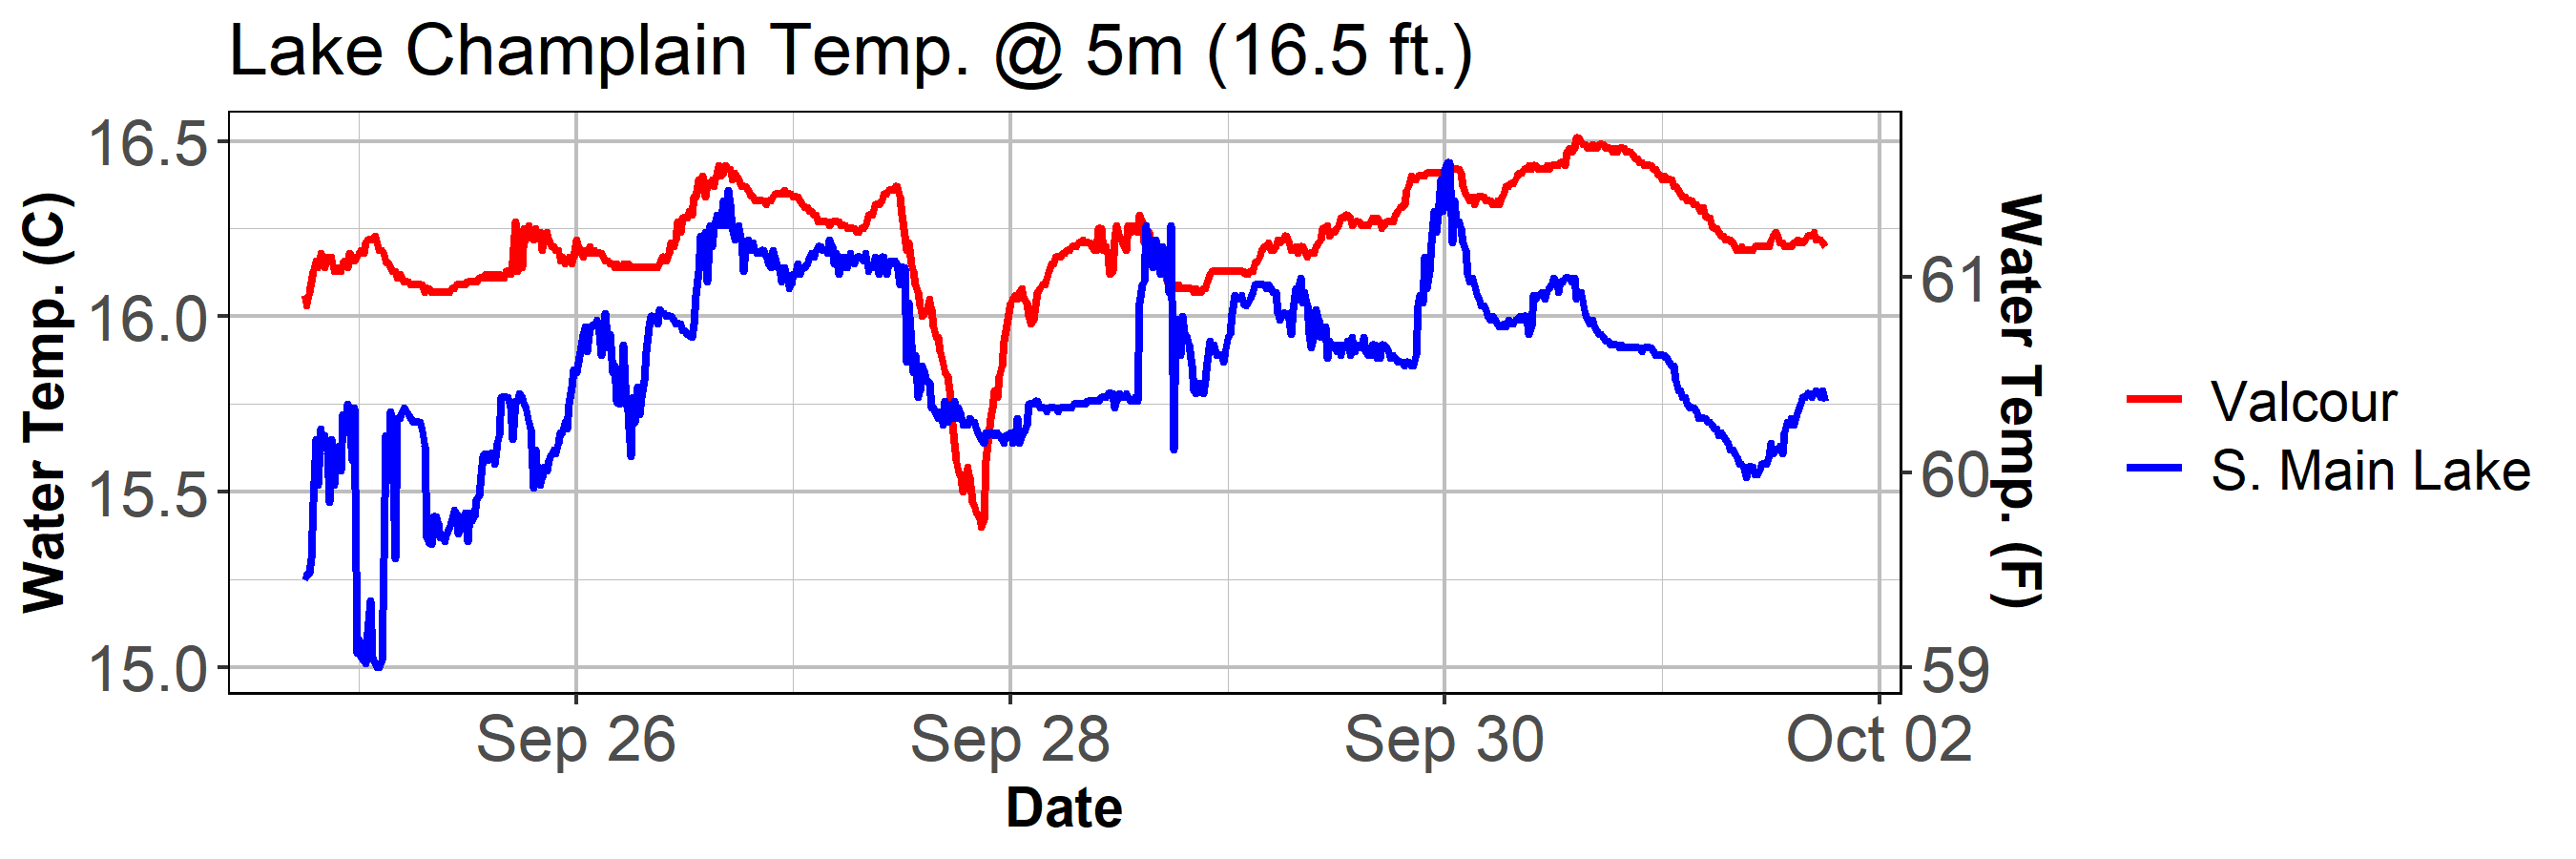 Lake Champlain Temp. @ 5m (16.5 ft.)
Water Temp. (C)
16.5
16.0
15.5
15.0
61
60
59
Water Temp. (F)
Sep 26
Sep 28
Sep 30
Oct 02
Date
Valcour
S. Main Lake